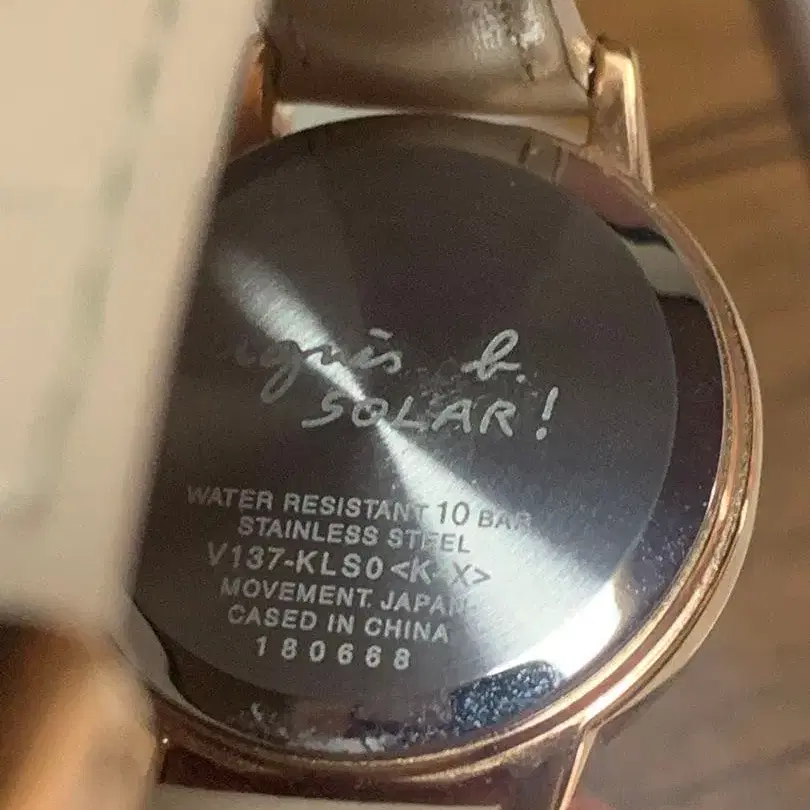 agnès b.
SOLAR!
WATER RESISTANT 10 BAR
STAINLESS STEEL
V137-KLS0 <K-X>
MOVEMENT. JAPAN
CASED IN CHINA
180668